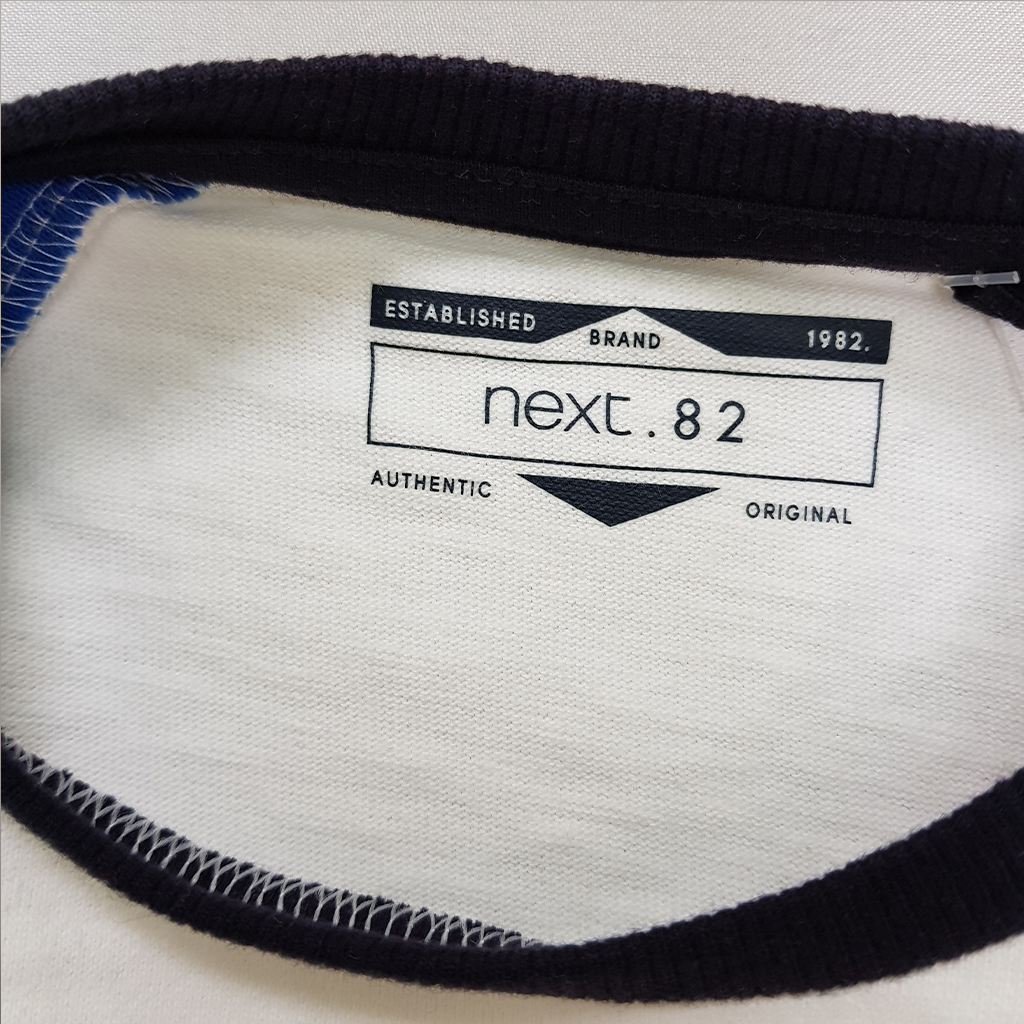 ESTABLISHED BRAND 1982.
next.82
AUTHENTIC ORIGINAL